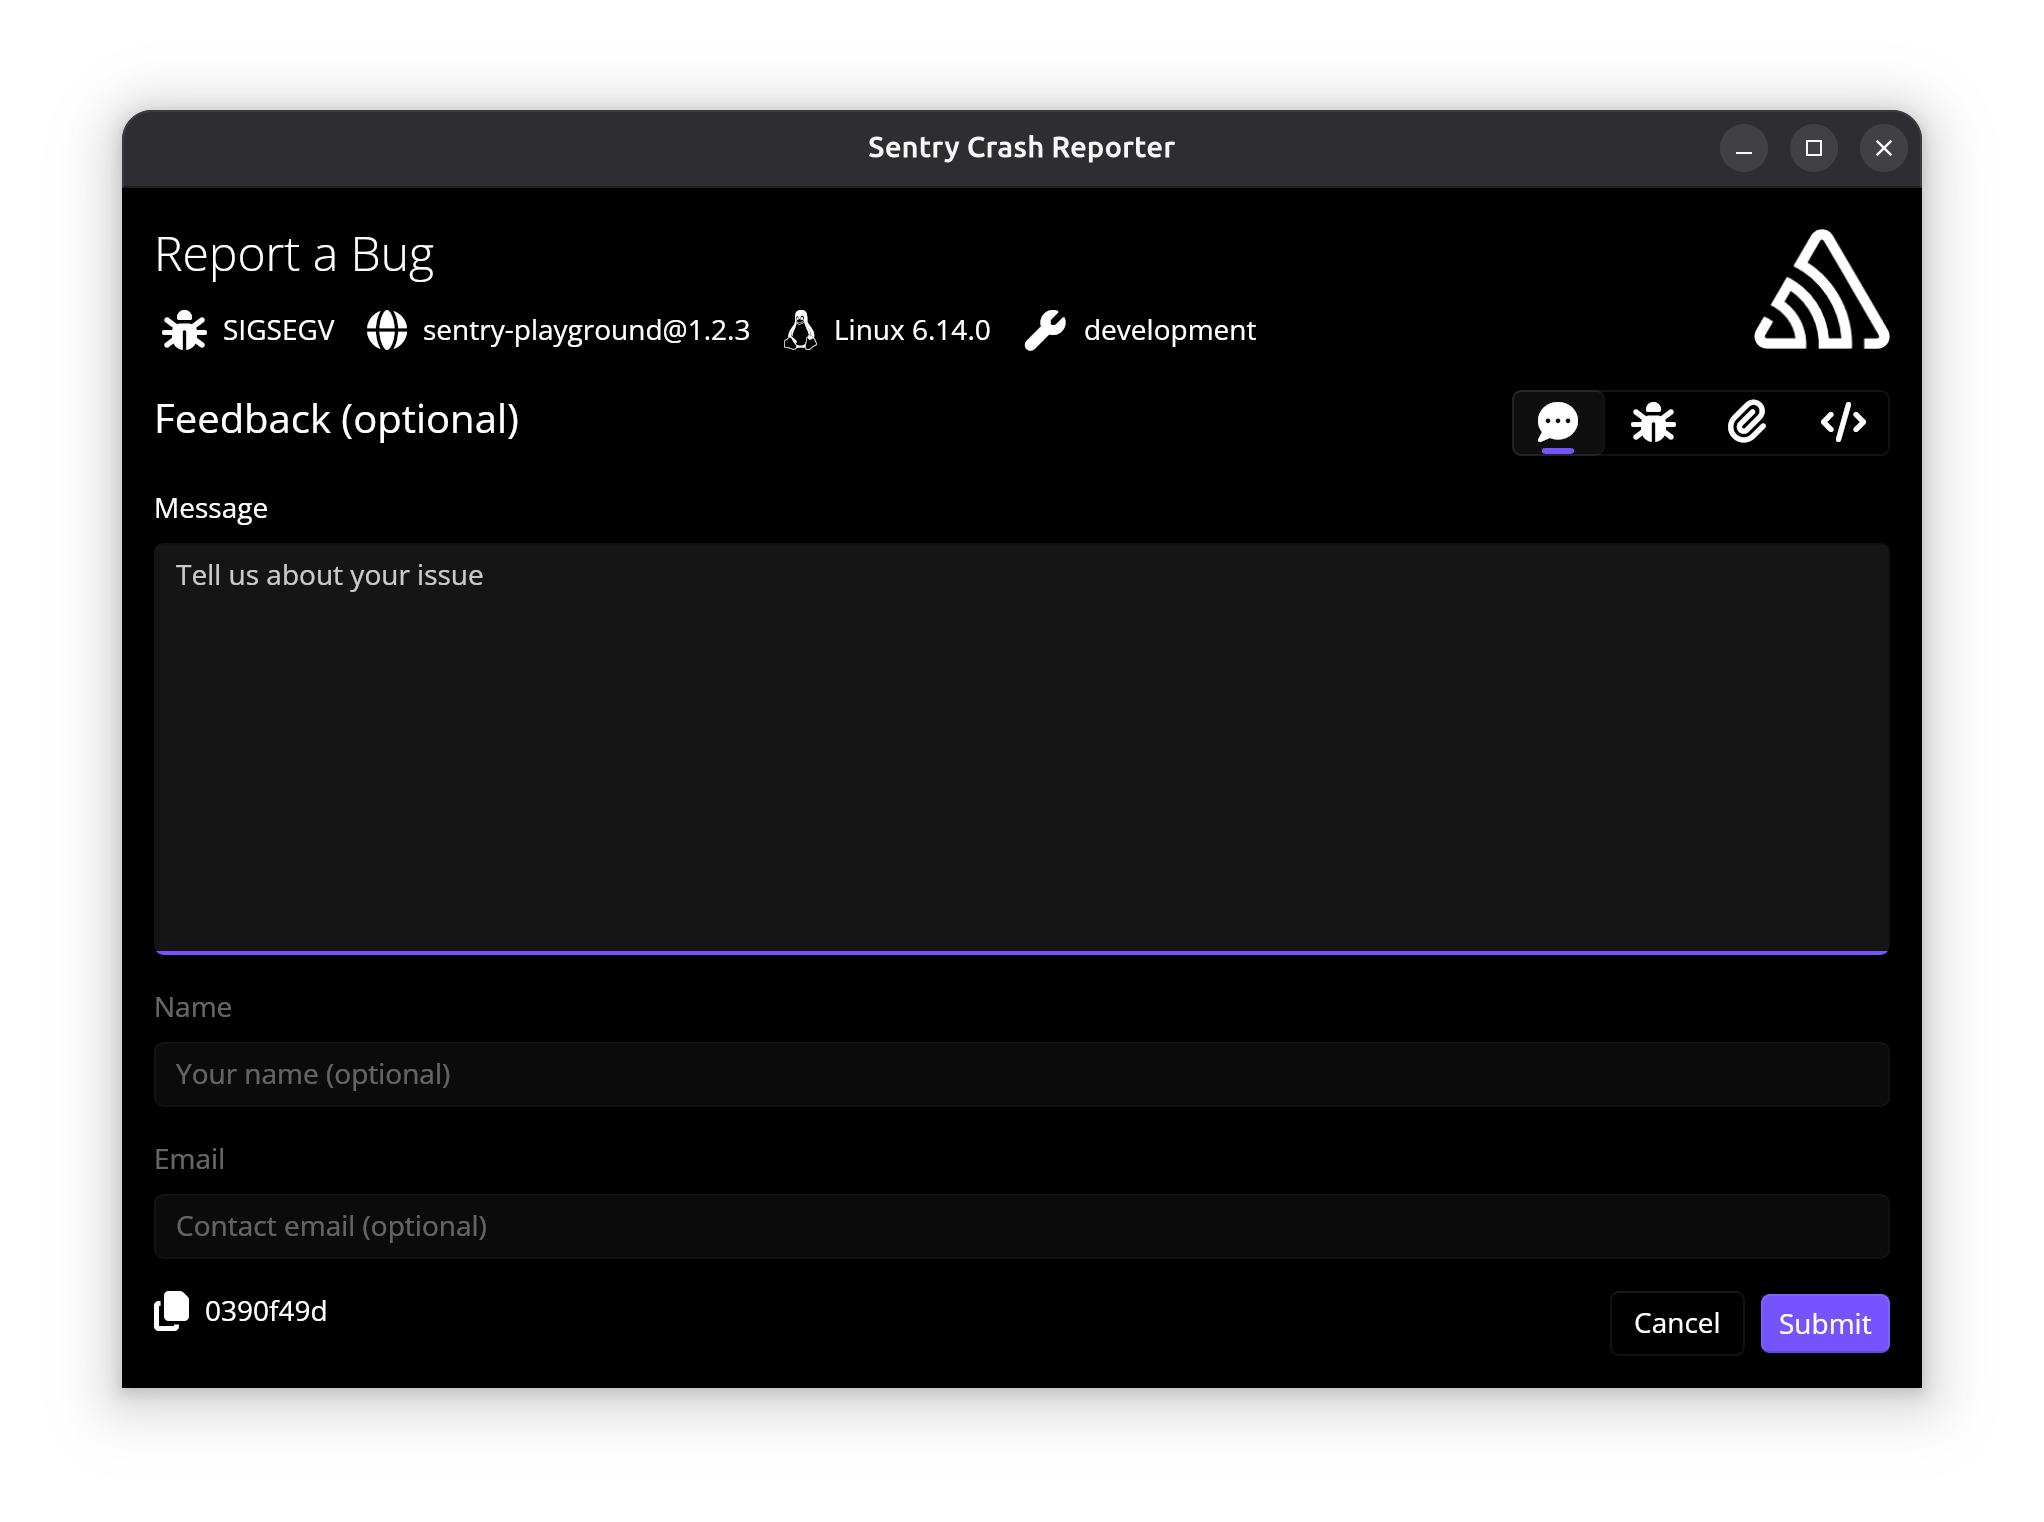 Sentry Crash Reporter
Report a Bug
SIGSEGV sentry-playground@1.2.3 Linux 6.14.0 development
Feedback (optional)
Message
Tell us about your issue
Name
Your name (optional)
Email
Contact email (optional)
0390f49d
Cancel Submit